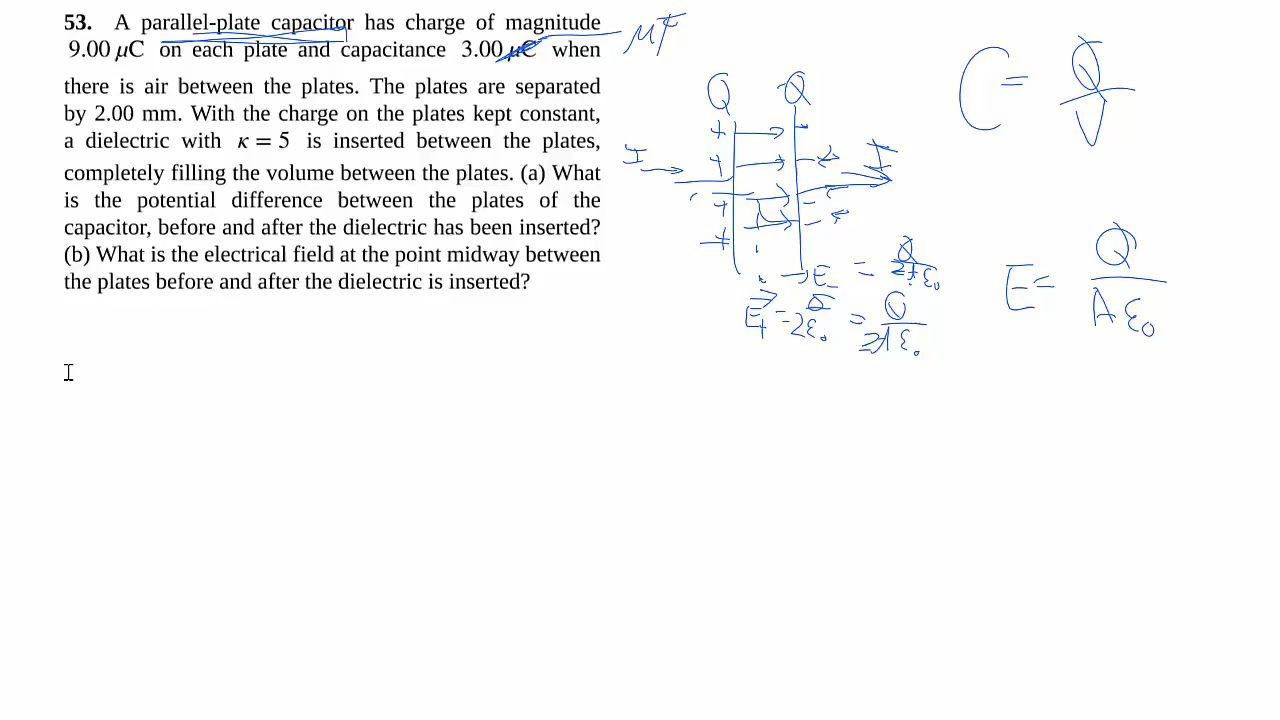 53. A parallel-plate capacitor has charge of magnitude
9.00 μC on each plate and capacitance 3.00 μC when
μF
there is air between the plates. The plates are separated
by 2.00 mm. With the charge on the plates kept constant,
a dielectric with κ = 5 is inserted between the plates,
completely filling the volume between the plates. (a) What
is the potential difference between the plates of the
capacitor, before and after the dielectric has been inserted?
(b) What is the electrical field at the point midway between
the plates before and after the dielectric is inserted?
Q -Q
I I
E_ = Q/2Aε₀
E₊ = σ/2ε₀ = Q/2Aε₀
C = Q/V
E = Q/Aε₀